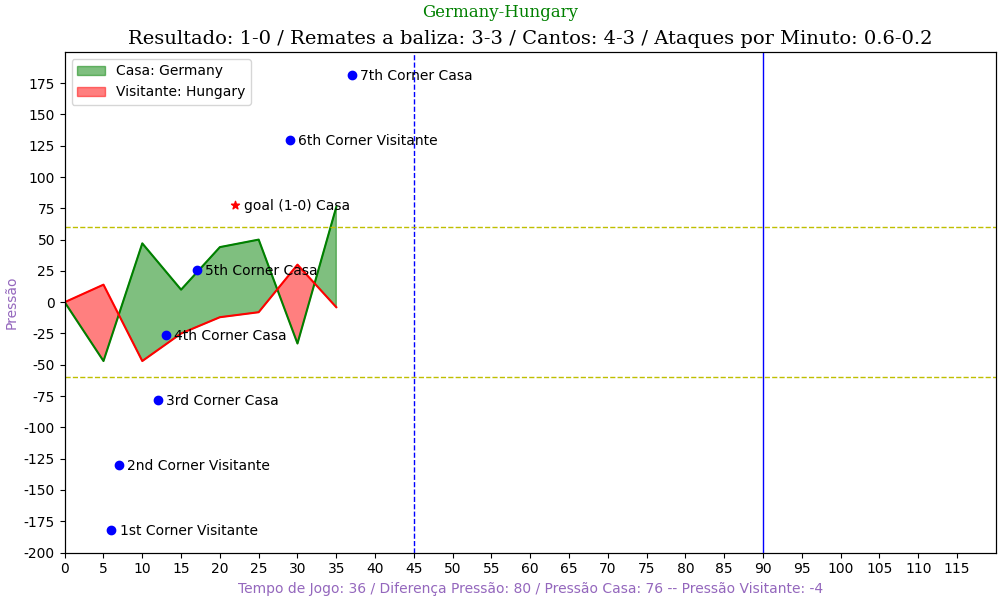 Germany-Hungary
Resultado: 1-0 / Remates a baliza: 3-3 / Cantos: 4-3 / Ataques por Minuto: 0.6-0.2
Casa: Germany
Visitante: Hungary
7th Corner Casa
6th Corner Visitante
goal (1-0) Casa
5th Corner Casa
4th Corner Casa
3rd Corner Casa
2nd Corner Visitante
1st Corner Visitante
Pressão
175
150
125
100
75
50
25
0
-25
-50
-75
-100
-125
-150
-175
-200
0 5 10 15 20 25 30 35 40 45 50 55 60 65 70 75 80 85 90 95 100 105 110 115
Tempo de Jogo: 36 / Diferença Pressão: 80 / Pressão Casa: 76 -- Pressão Visitante: -4